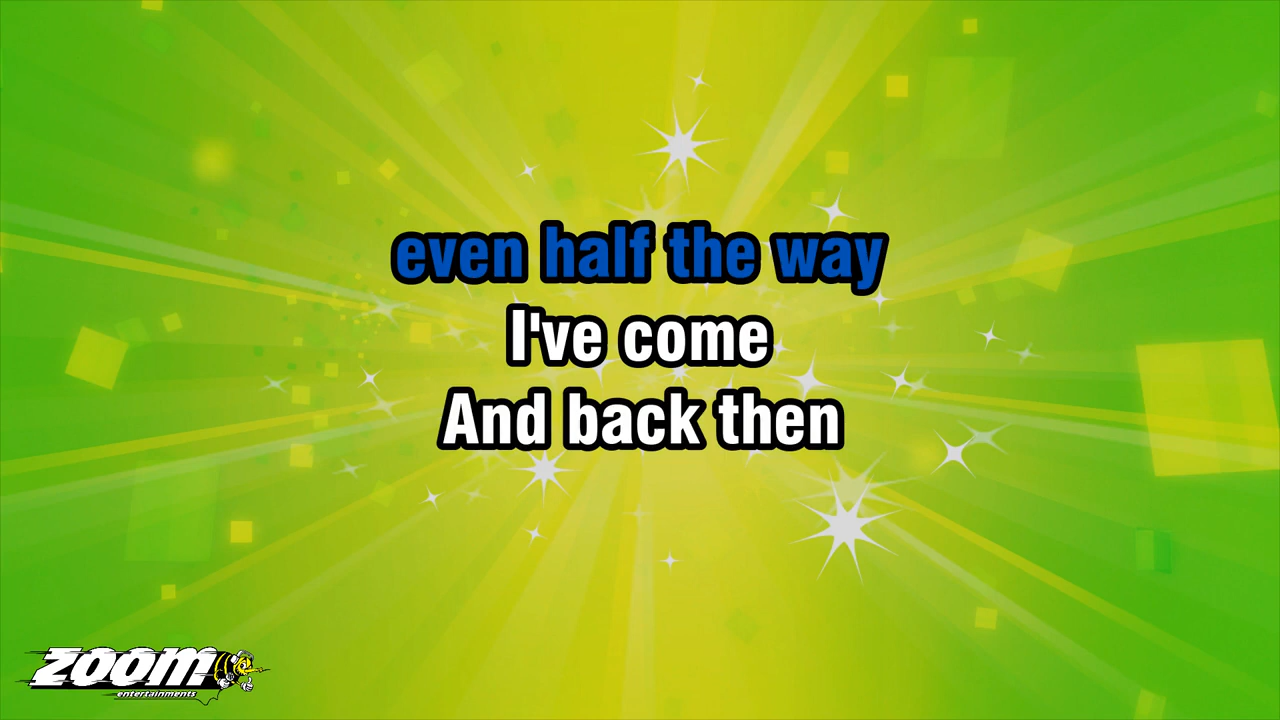 even half the way
I've come
And back then
zoom
entertainments